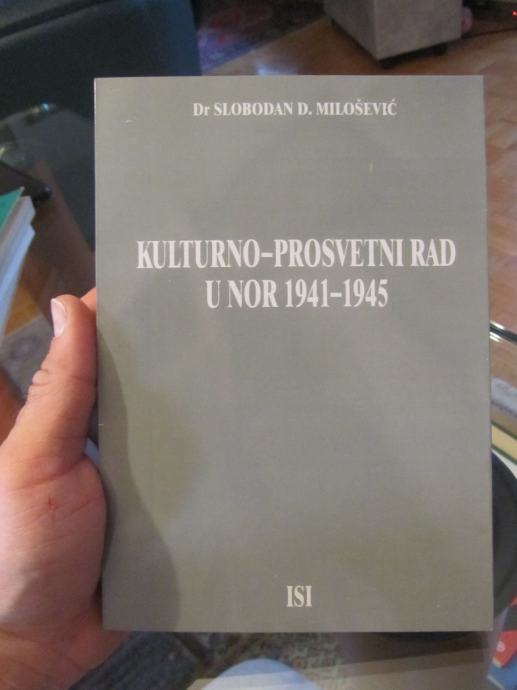 Dr SLOBODAN D. MILOŠEVIĆ
KULTURNO–PROSVETNI RAD
U NOR 1941–1945
ISI